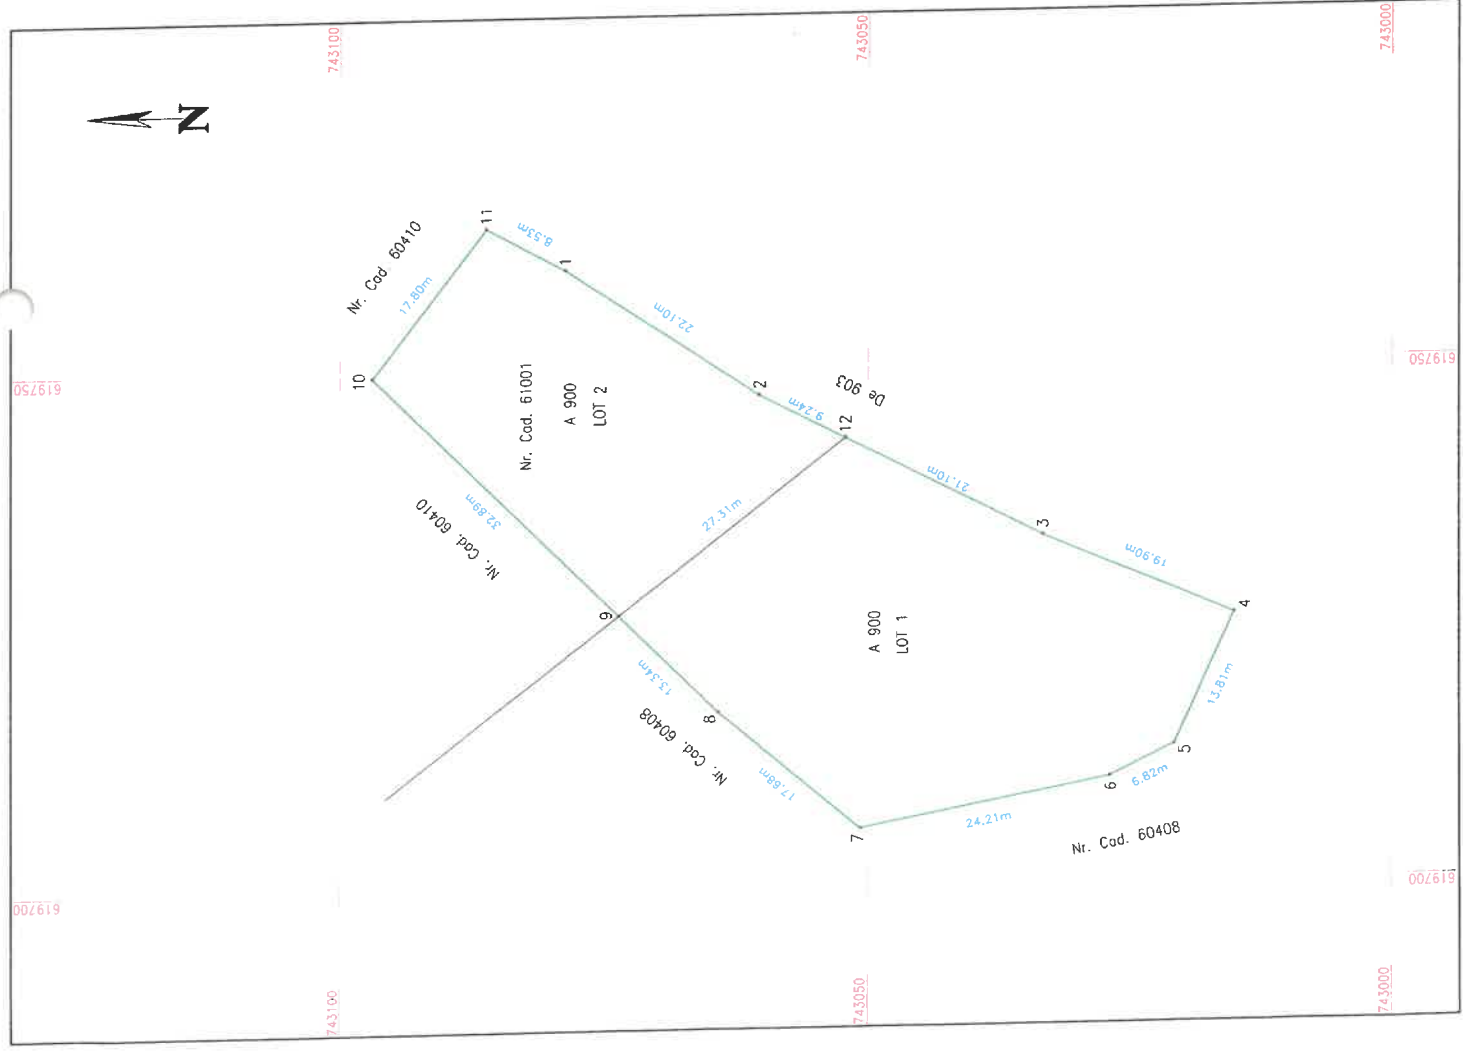 743100
743050
743000
N
Nr. Cad 60410
17.80m
11
8.53m
1
10
22.10m
619750
619750
Nr. Cad. 61001
A 900
LOT 2
2
De 903
9.24m
12
32.89m
Nr. Cad. 60410
27.31m
21.10m
3
19.90m
9
4
A 900
LOT 1
13.34m
8
Nr. Cad. 60408
13.81m
5
17.68m
6
6.82m
7
24.21m
Nr. Cad. 60408
619700
619700
743100
743050
743000